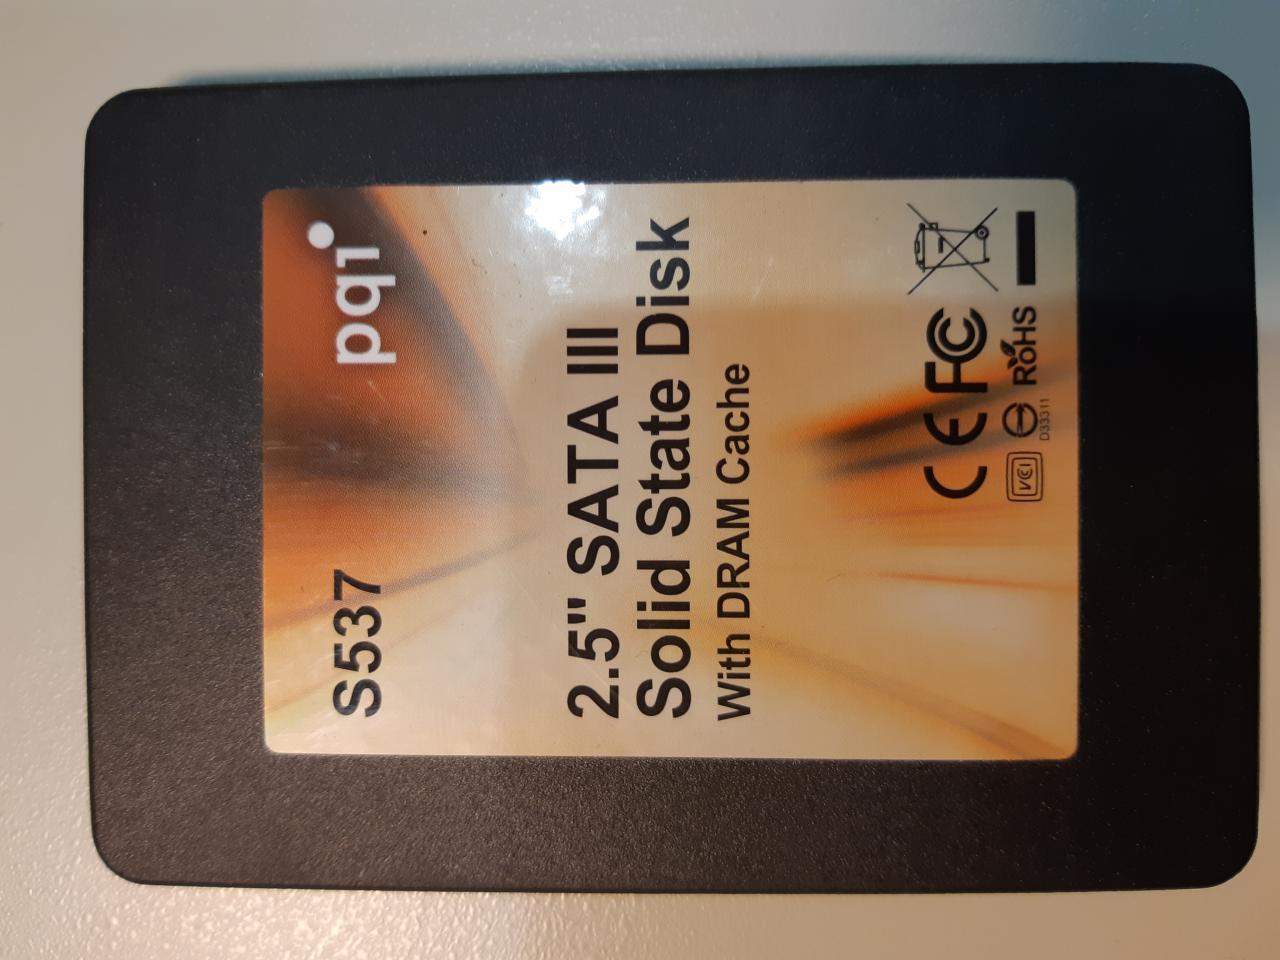 S537
pqi
2.5" SATA III
Solid State Disk
With DRAM Cache
CE FC
VCI
D33311
RoHS